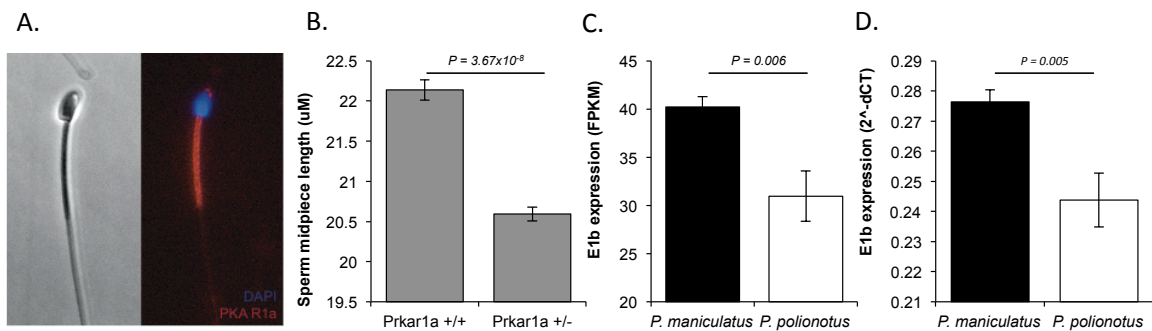 A.
DAPI
PKA R1a
B.
P = 3.67x10-8
Sperm midpiece length (uM)
22.5
22
21.5
21
20.5
20
19.5
Prkar1a +/+ Prkar1a +/-
C.
P = 0.006
E1b expression (FPKM)
45
40
35
30
25
20
P. maniculatus P. polionotus
D.
P = 0.005
E1b expression (2^-dCT)
0.29
0.28
0.27
0.26
0.25
0.24
0.23
0.22
0.21
P. maniculatus P. polionotus